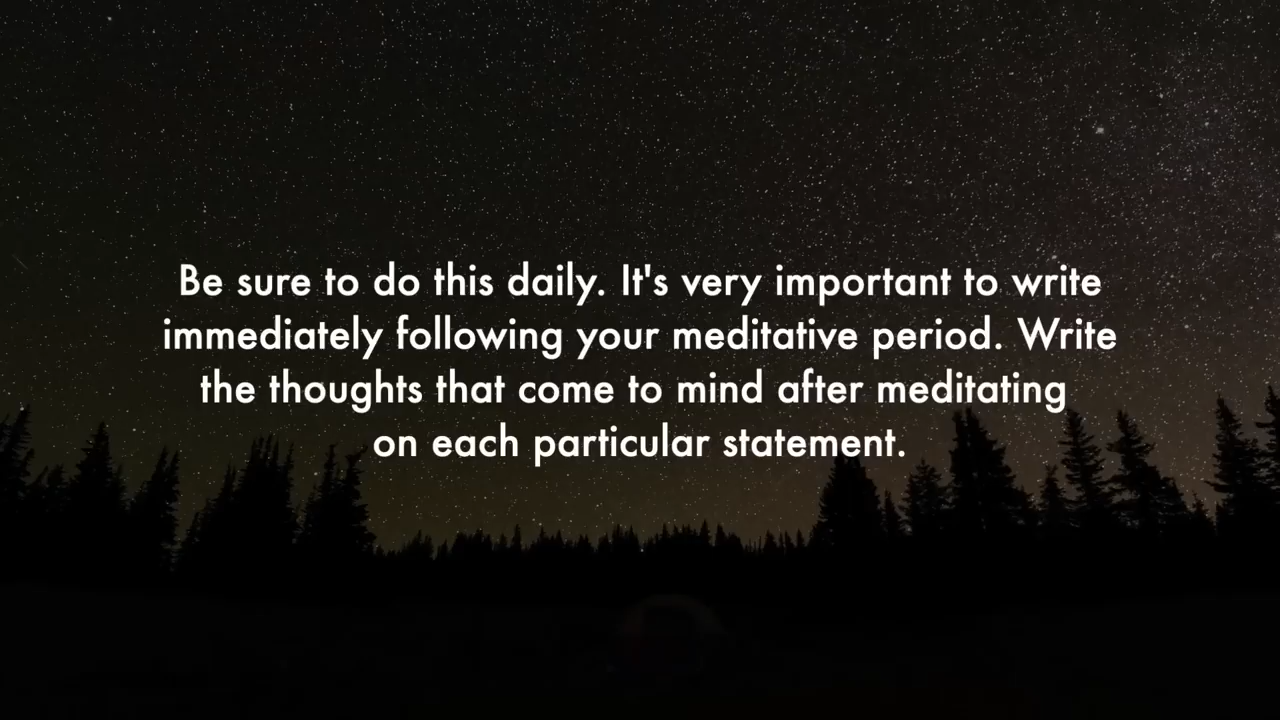 Be sure to do this daily. It's very important to write
immediately following your meditative period. Write
the thoughts that come to mind after meditating
on each particular statement.